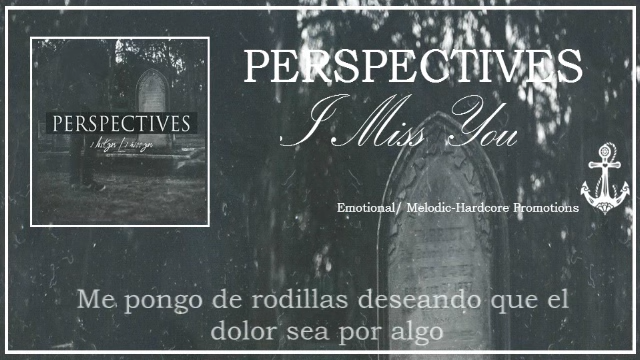 PERSPECTIVES
PERSPECTIVES
I Miss You
Emotional/ Melodic-Hardcore Promotions
Me pongo de rodillas deseando que el
dolor sea por algo